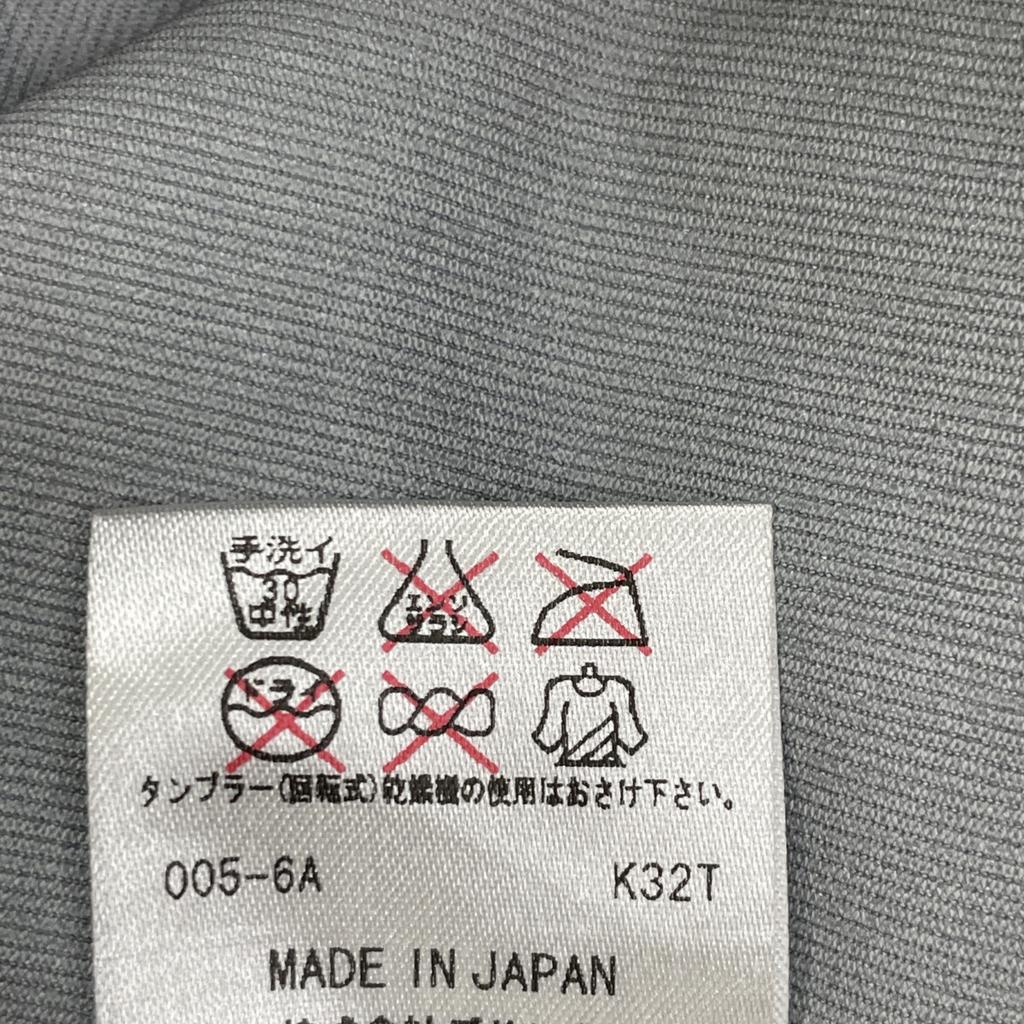 手洗イ
30
中性
エンソ
サラシ
ドライ
タンブラー(回転式)乾燥機の使用はおさけ下さい。
005-6A K32T
MADE IN JAPAN